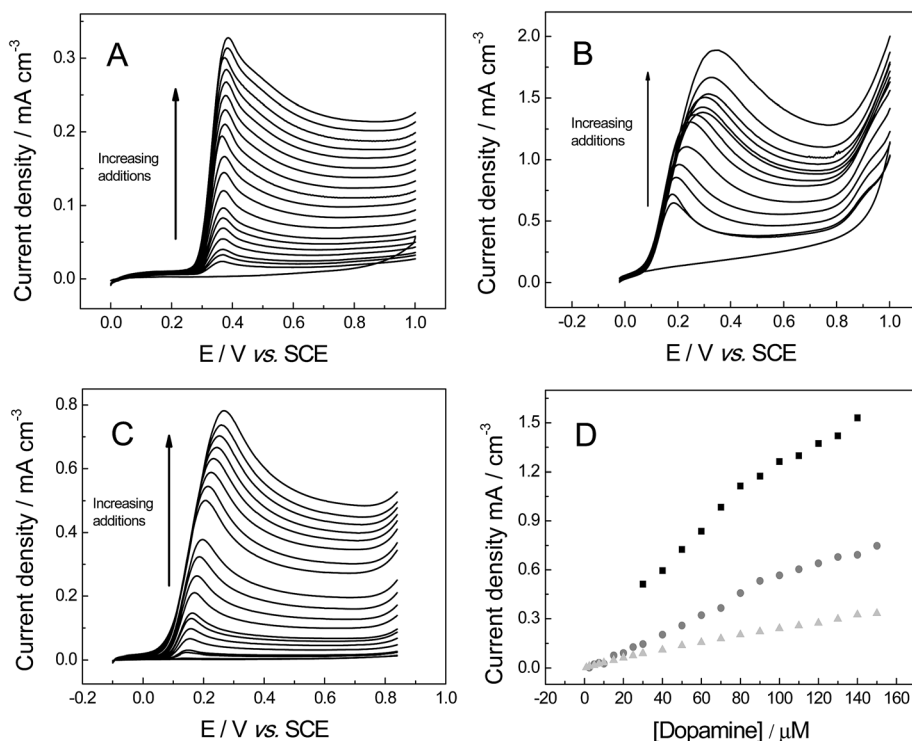 A
Current density / mA cm-3
0.3
0.2
0.1
0.0
Increasing
additions
0.0 0.2 0.4 0.6 0.8 1.0
E / V vs. SCE
B
Current density / mA cm-3
2.0
1.5
1.0
0.5
0.0
Increasing
additions
-0.2 0.0 0.2 0.4 0.6 0.8 1.0
E / V vs. SCE
C
Current density / mA cm-3
0.8
0.6
0.4
0.2
0.0
Increasing
additions
-0.2 0.0 0.2 0.4 0.6 0.8 1.0
E / V vs. SCE
D
Current density mA / cm-3
1.5
1.2
0.9
0.6
0.3
0.0
-20 0 20 40 60 80 100 120 140 160
[Dopamine] / μM